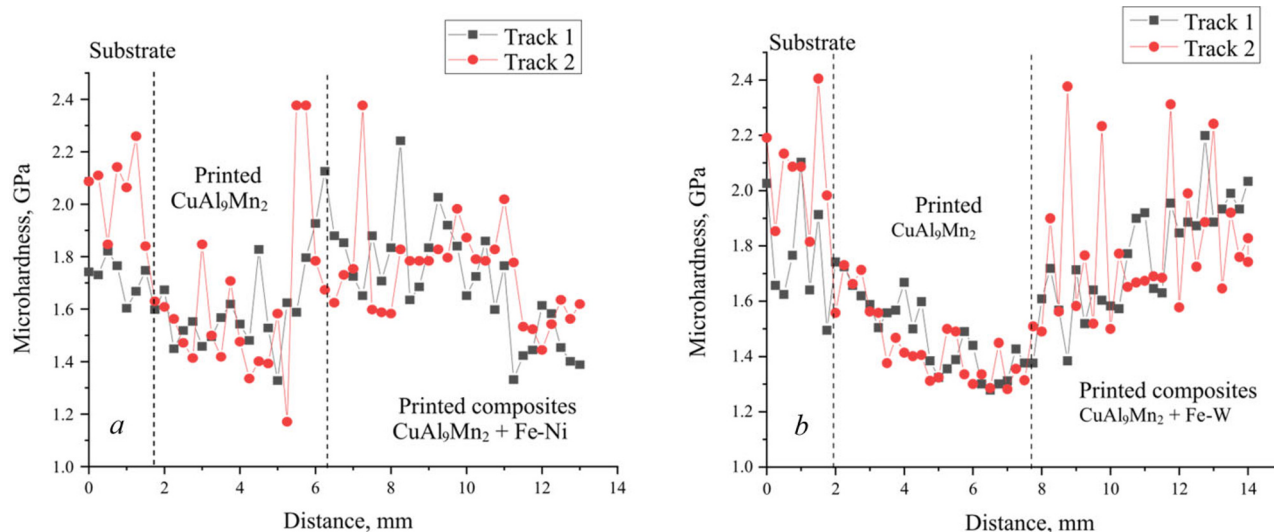 Track 1
Track 2
Substrate
Printed
CuAl₉Mn₂
Printed composites
CuAl₉Mn₂ + Fe-Ni
a
Microhardness, GPa
2.4
2.2
2.0
1.8
1.6
1.4
1.2
1.0
0 2 4 6 8 10 12 14
Distance, mm
Track 1
Track 2
Substrate
Printed
CuAl₉Mn₂
Printed composites
CuAl₉Mn₂ + Fe-W
b
Microhardness, GPa
2.4
2.2
2.0
1.8
1.6
1.4
1.2
1.0
0 2 4 6 8 10 12 14
Distance, mm